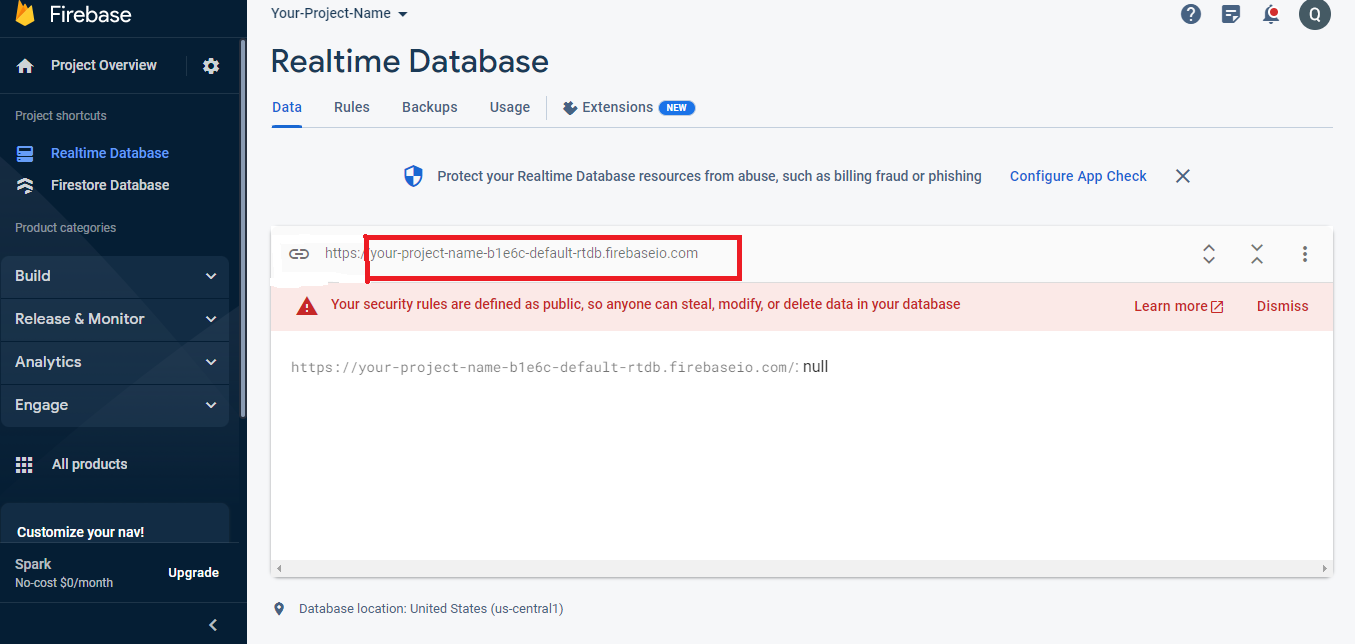 Firebase
Your-Project-Name
Q
Project Overview
Realtime Database
Data Rules Backups Usage Extensions NEW
Project shortcuts
Realtime Database
Firestore Database
Product categories
Build
Release & Monitor
Analytics
Engage
All products
Customize your nav!
Spark
No-cost $0/month
Upgrade
Protect your Realtime Database resources from abuse, such as billing fraud or phishing Configure App Check
https:/your-project-name-b1e6c-default-rtdb.firebaseio.com
Your security rules are defined as public, so anyone can steal, modify, or delete data in your database Learn more Dismiss
https://your-project-name-b1e6c-default-rtdb.firebaseio.com/: null
Database location: United States (us-central1)